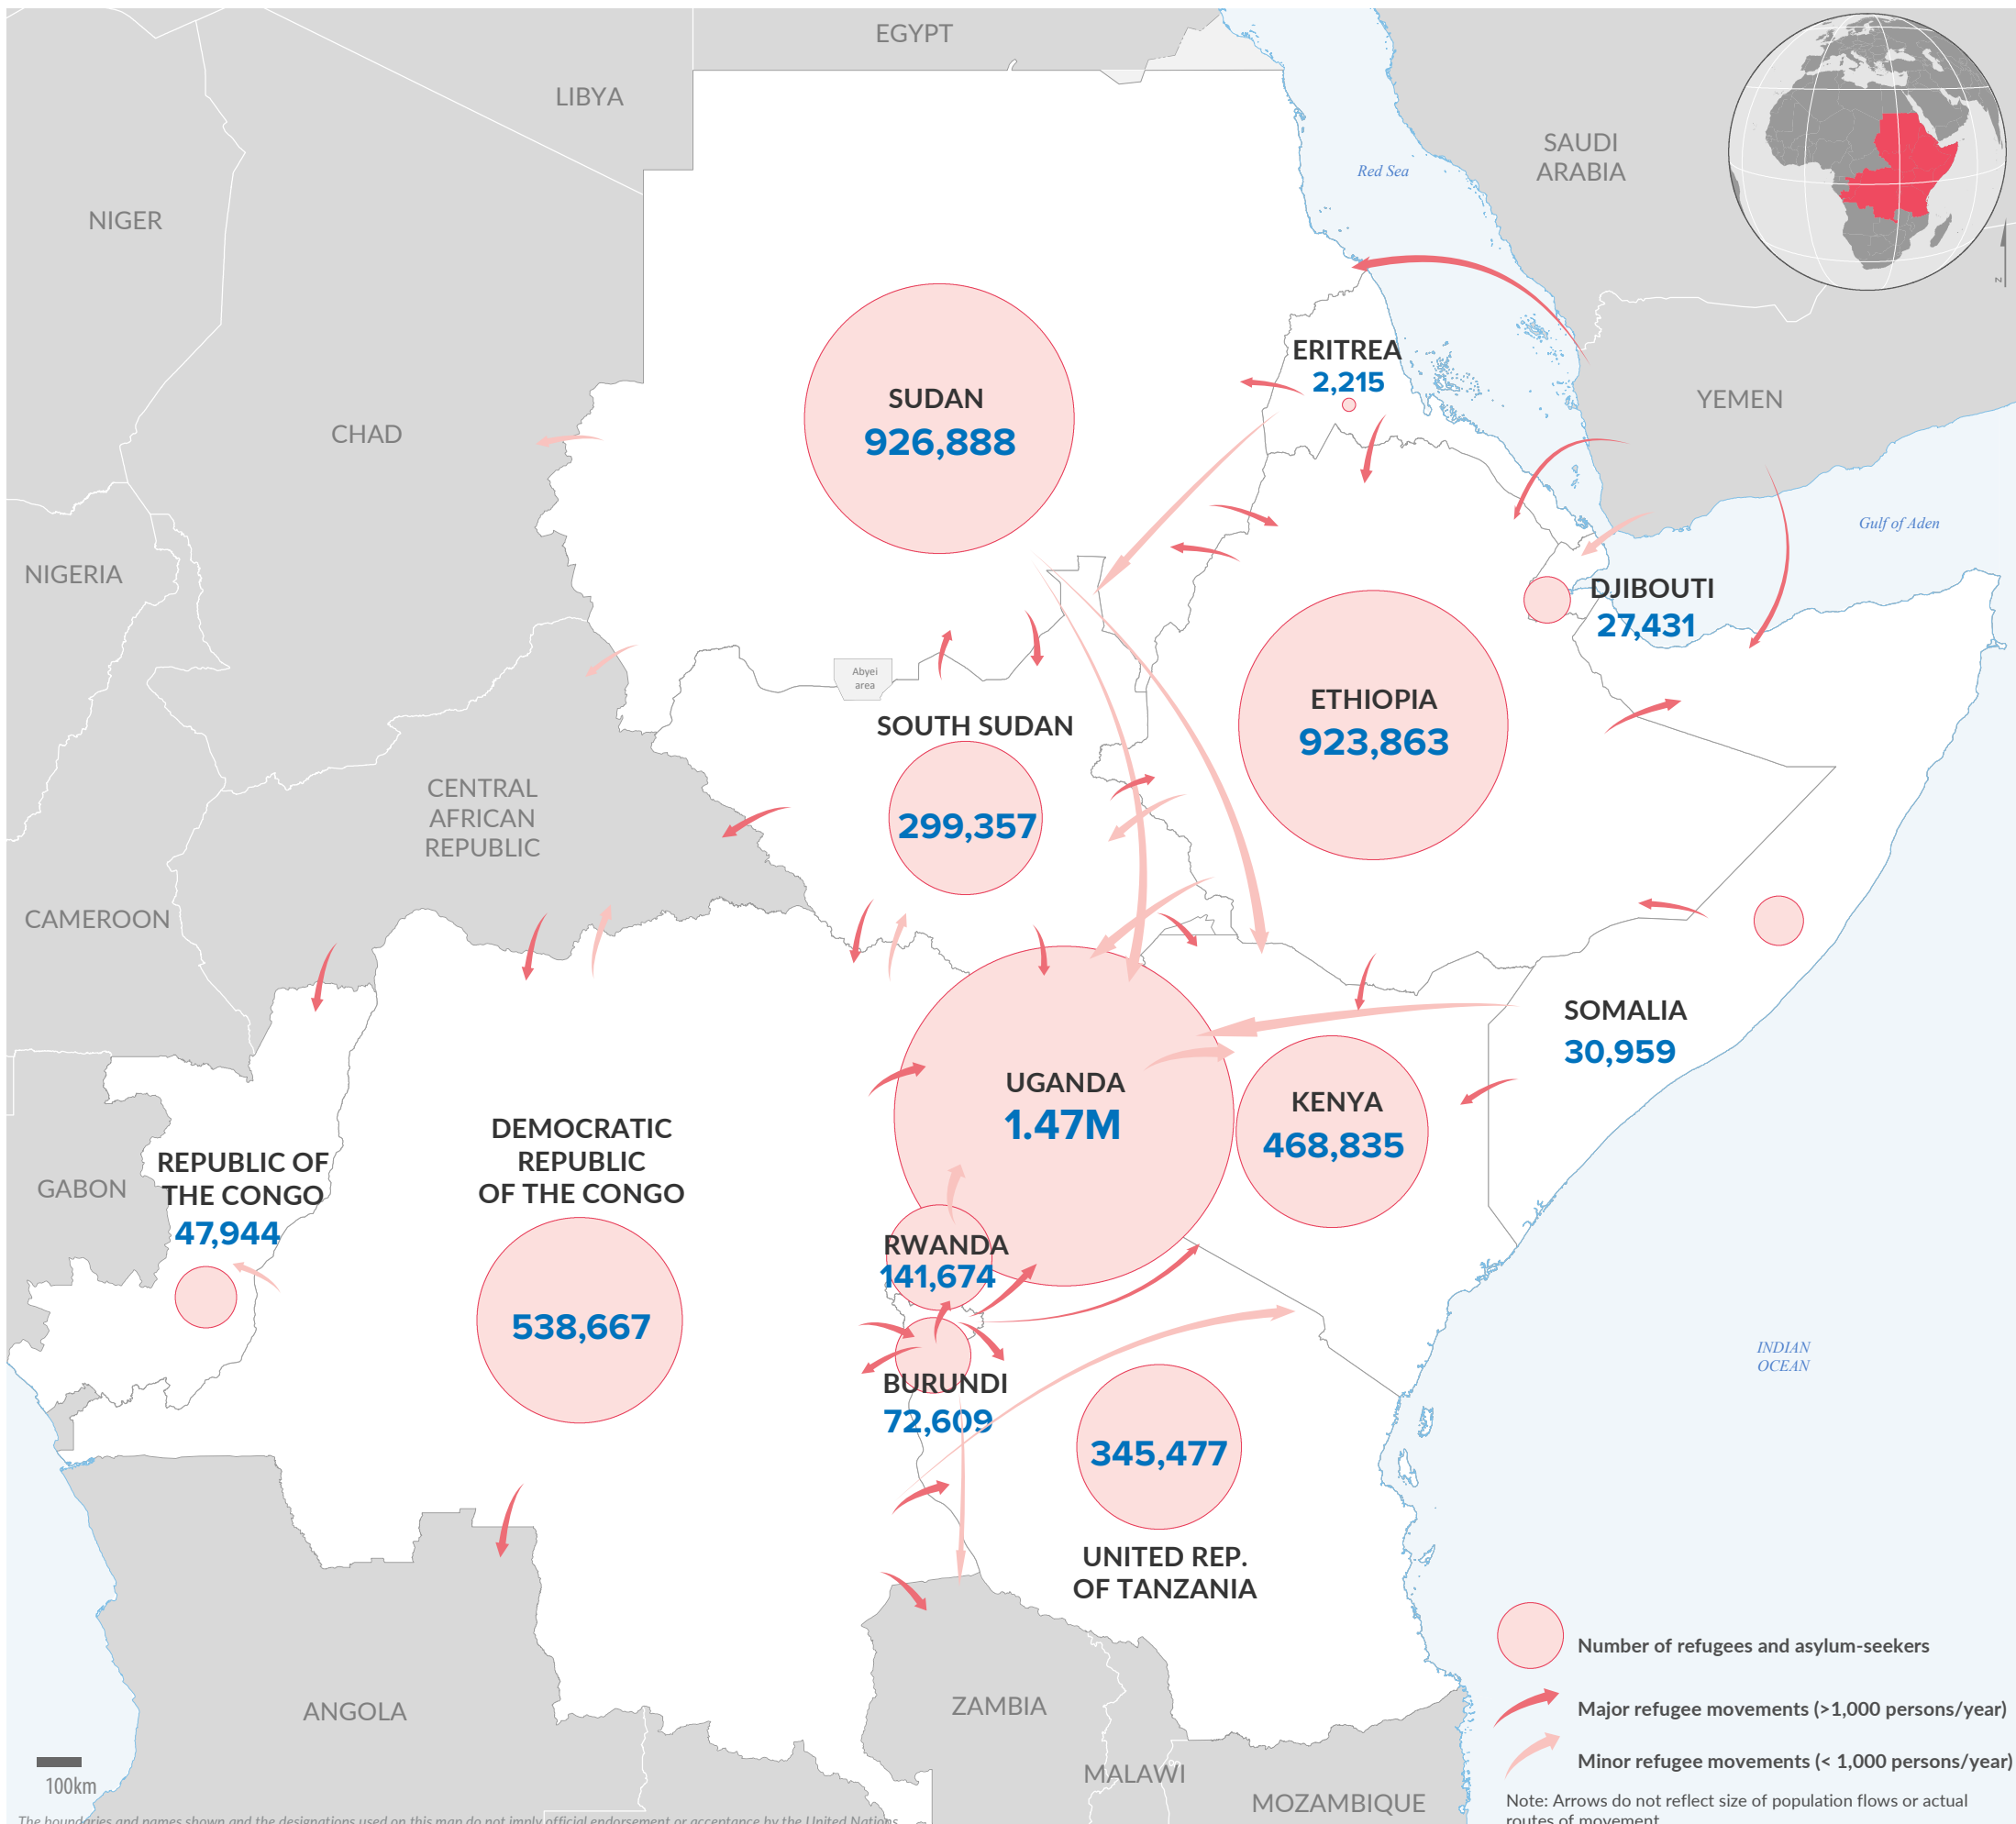 EGYPT
LIBYA
SAUDI
ARABIA
Red Sea
NIGER
N
ERITREA
2,215
SUDAN
926,888
YEMEN
CHAD
Gulf of Aden
NIGERIA
DJIBOUTI
27,431
Abyei
area
ETHIOPIA
923,863
SOUTH SUDAN
299,357
CENTRAL
AFRICAN
REPUBLIC
CAMEROON
SOMALIA
30,959
UGANDA
1.47M
KENYA
468,835
DEMOCRATIC
REPUBLIC
OF THE CONGO
538,667
REPUBLIC OF
THE CONGO
47,944
GABON
RWANDA
141,674
BURUNDI
72,609
INDIAN
OCEAN
345,477
UNITED REP.
OF TANZANIA
ANGOLA
ZAMBIA
MALAWI
MOZAMBIQUE
Number of refugees and asylum-seekers
Major refugee movements (>1,000 persons/year)
Minor refugee movements (< 1,000 persons/year)
Note: Arrows do not reflect size of population flows or actual
routes of movement
100km
The boundaries and names shown and the designations used on this map do not imply official endorsement or acceptance by the United Nations